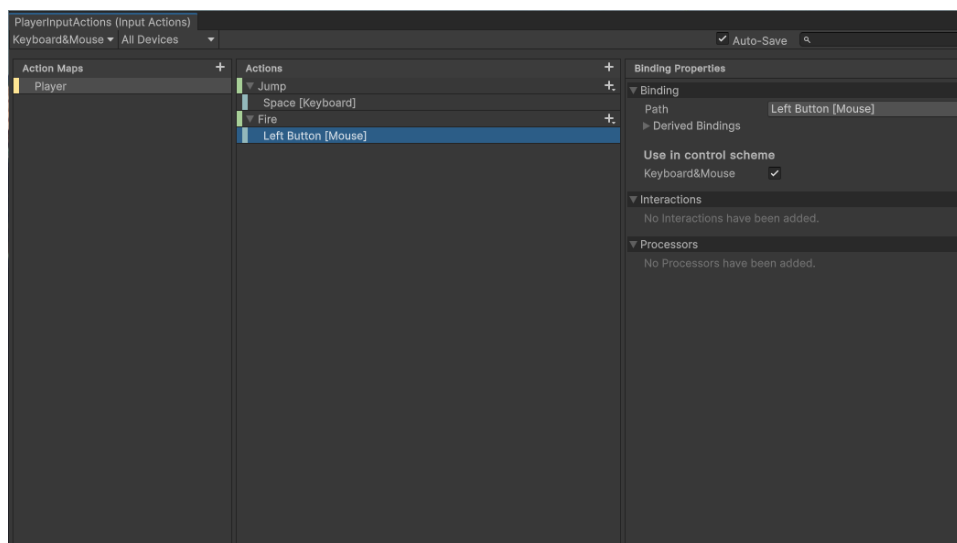 PlayerInputActions (Input Actions)
Keyboard&Mouse All Devices Auto-Save
Action Maps
Player
Actions
Jump
Space [Keyboard]
Fire
Left Button [Mouse]
Binding Properties
Binding
Path Left Button [Mouse]
Derived Bindings
Use in control scheme
Keyboard&Mouse
Interactions
No Interactions have been added.
Processors
No Processors have been added.